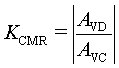 K_CMR = |A_VD / A_VC|